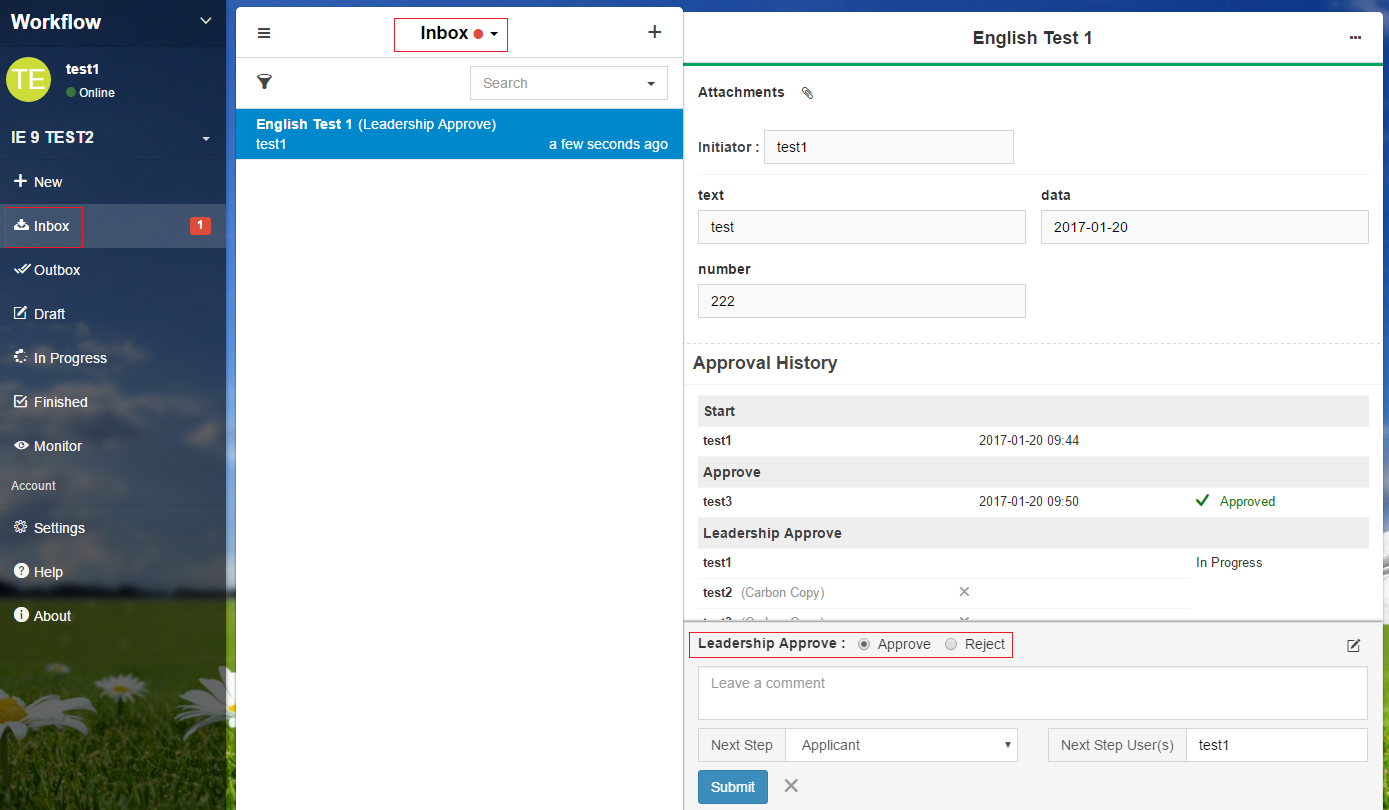 Workflow
TE
test1
Online
IE 9 TEST2
New
Inbox 1
Outbox
Draft
In Progress
Finished
Monitor
Account
Settings
Help
About
Inbox
Search
English Test 1 (Leadership Approve)
test1 a few seconds ago
English Test 1
Attachments
Initiator : test1
text data
test 2017-01-20
number
222
Approval History
Start
test1 2017-01-20 09:44
Approve
test3 2017-01-20 09:50 Approved
Leadership Approve
test1 In Progress
test2 (Carbon Copy)
Leadership Approve : Approve Reject
Leave a comment
Next Step Applicant Next Step User(s) test1
Submit